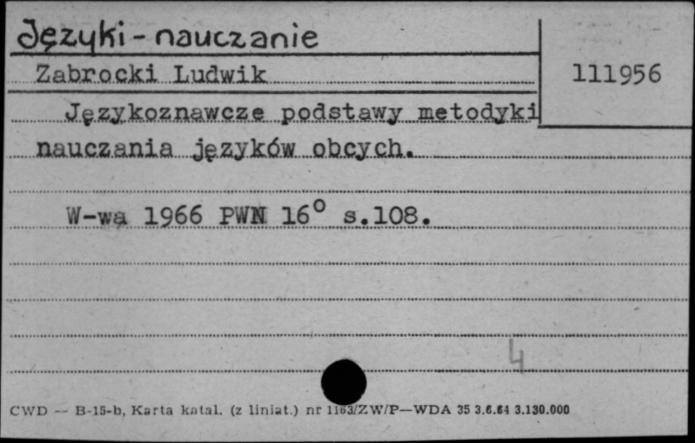 Języki - nauczanie
Zabrocki Ludwik
111956
Językoznawcze podstawy metodyki
nauczania języków obcych.
W-wa 1966 PWN 16° s.108.
4
CWD — B-15-b, Karta katal. (z liniat.) nr 1163/ZW/P—WDA 35 3.6.64 3.130.000